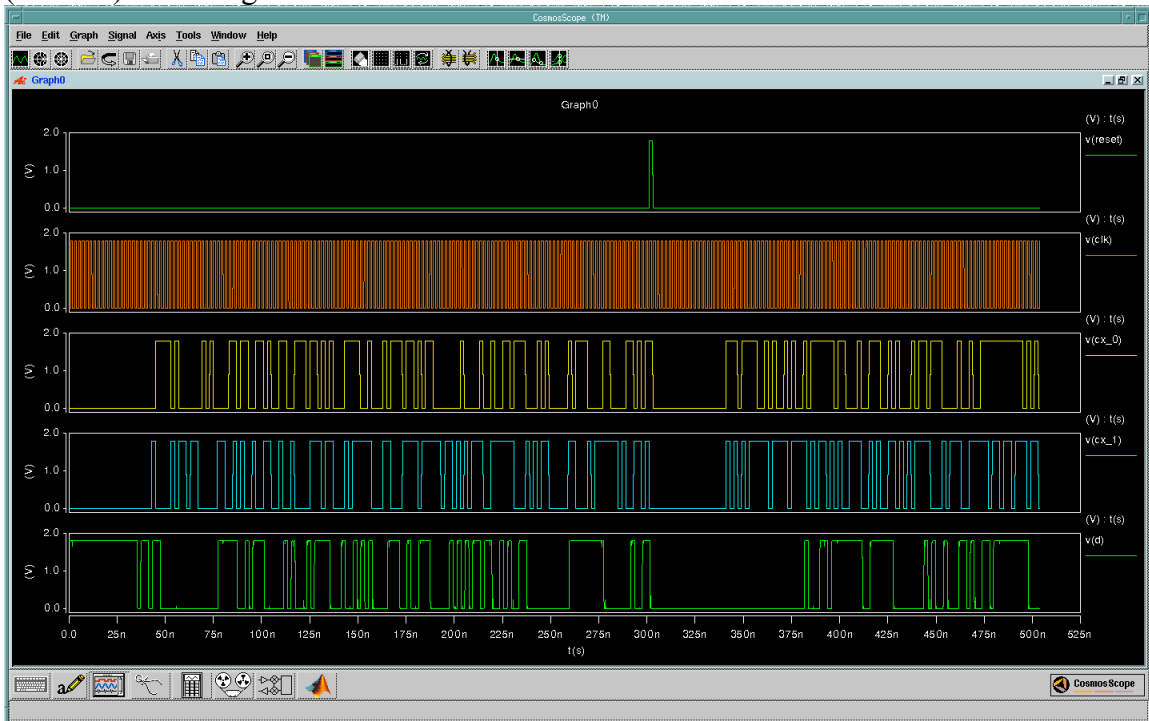 CosmosScope (TM)
File Edit Graph Signal Axis Tools Window Help
Graph0
Graph0
(V) : t(s)
2.0
v(reset)
(V)
1.0
0.0
(V) : t(s)
2.0
v(clk)
(V)
1.0
0.0
(V) : t(s)
2.0
v(cx_0)
(V)
1.0
0.0
(V) : t(s)
2.0
v(cx_1)
(V)
1.0
0.0
(V) : t(s)
2.0
v(d)
(V)
1.0
0.0
0.0 25n 50n 75n 100n 125n 150n 175n 200n 225n 250n 275n 300n 325n 350n 375n 400n 425n 450n 475n 500n 525n
t(s)
CosmosScope